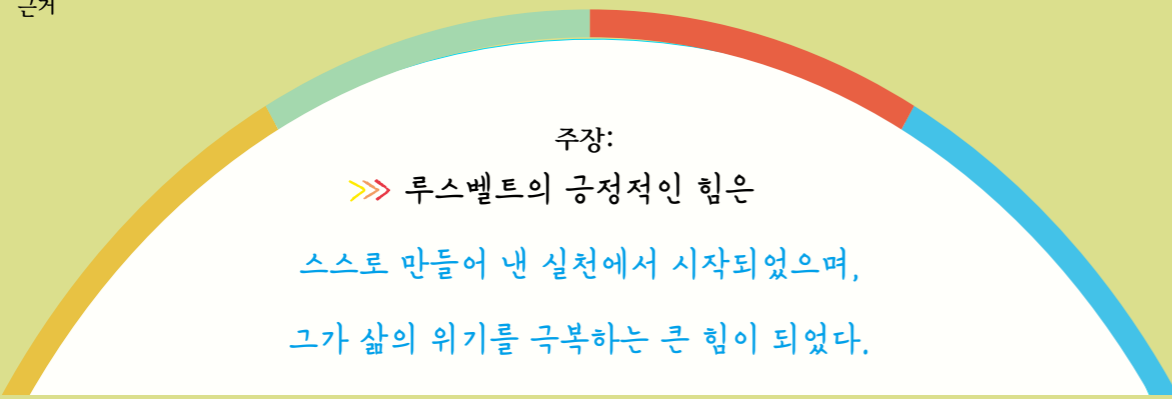 근거
주장:
>>> 루스벨트의 긍정적인 힘은
스스로 만들어 낸 실천에서 시작되었으며,
그가 삶의 위기를 극복하는 큰 힘이 되었다.